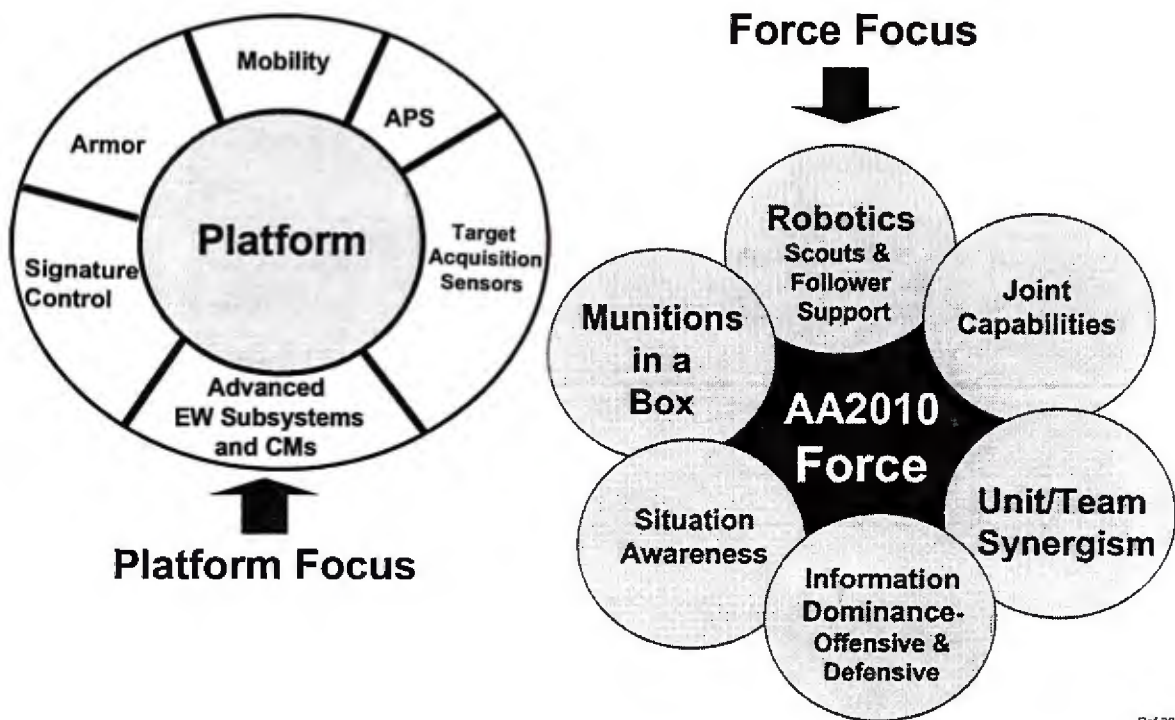 Mobility
APS
Armor
Platform
Target
Acquisition
Sensors
Signature
Control
Advanced
EW Subsystems
and CMs
Platform Focus
Force Focus
Robotics
Scouts &
Follower
Support
Joint
Capabilities
Munitions
in a
Box
AA2010
Force
Unit/Team
Synergism
Situation
Awareness
Information
Dominance-
Offensive &
Defensive